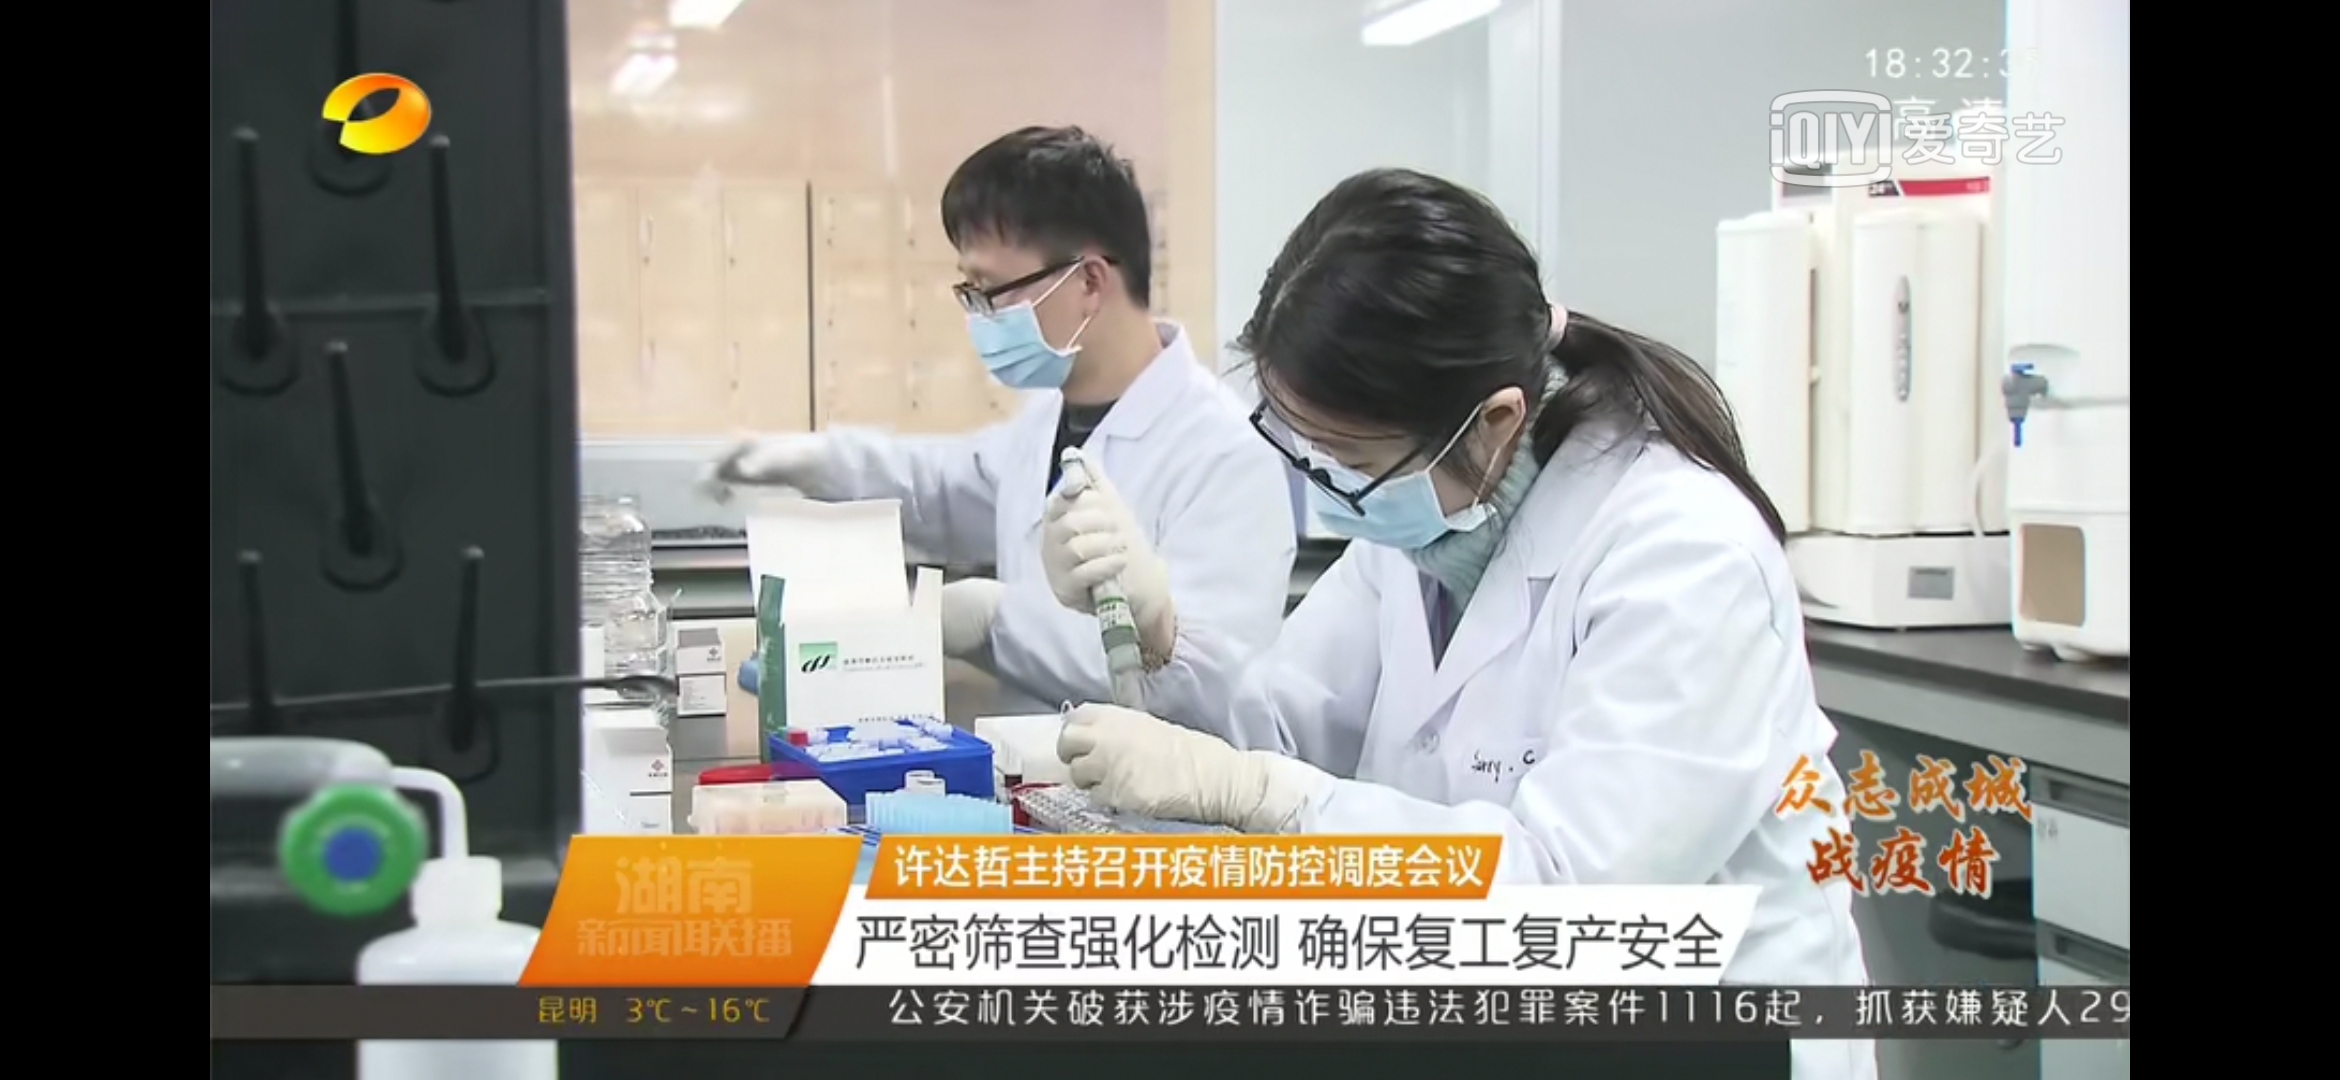 18:32:3
高清
iQIYI 爱奇艺
Sarry. C
众志成城
战疫情
许达哲主持召开疫情防控调度会议
湖南
新闻联播
严密筛查强化检测 确保复工复产安全
昆明 3℃~16℃
公安机关破获涉疫情诈骗违法犯罪案件1116起，抓获嫌疑人29